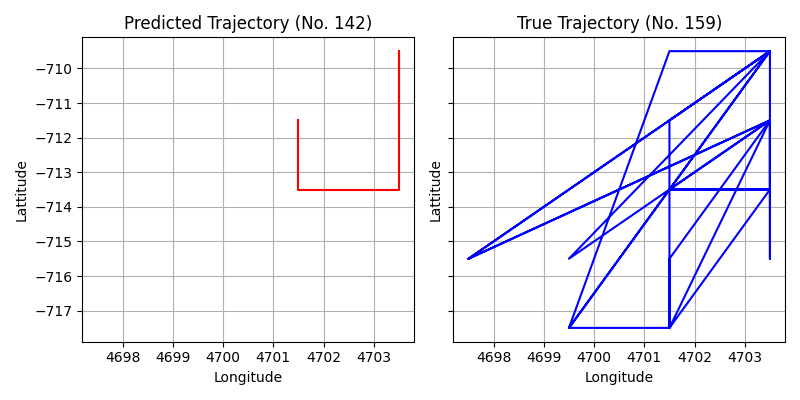 Predicted Trajectory (No. 142)
True Trajectory (No. 159)
Lattitude
−710
−711
−712
−713
−714
−715
−716
−717
4698 4699 4700 4701 4702 4703
Longitude
Lattitude
4698 4699 4700 4701 4702 4703
Longitude